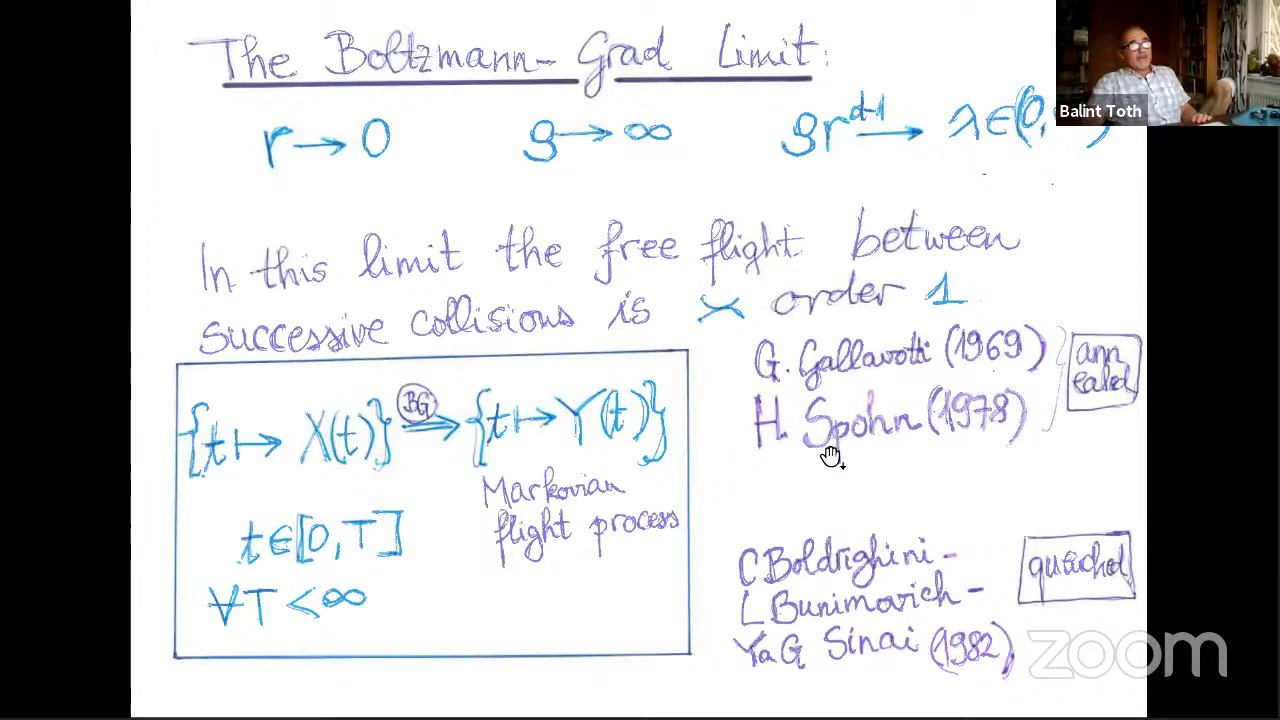 The Boltzmann-Grad Limit:
r → 0 ϱ → ∞ ϱr^{d-1} → λ ∈ (0,
Balint Toth
In this limit the free flight between
successive collisions is ≍ order 1
{t ↦ X(t)} BG ⇒ {t ↦ Y(t)}
Markovian
flight process
t ∈ [0, T]
∀T < ∞
G. Gallavotti (1969)
H. Spohn (1978)
ann
ealed
C Boldrighini-
L Bunimovich-
Ya G Sinai (1982)
quenched
zoom